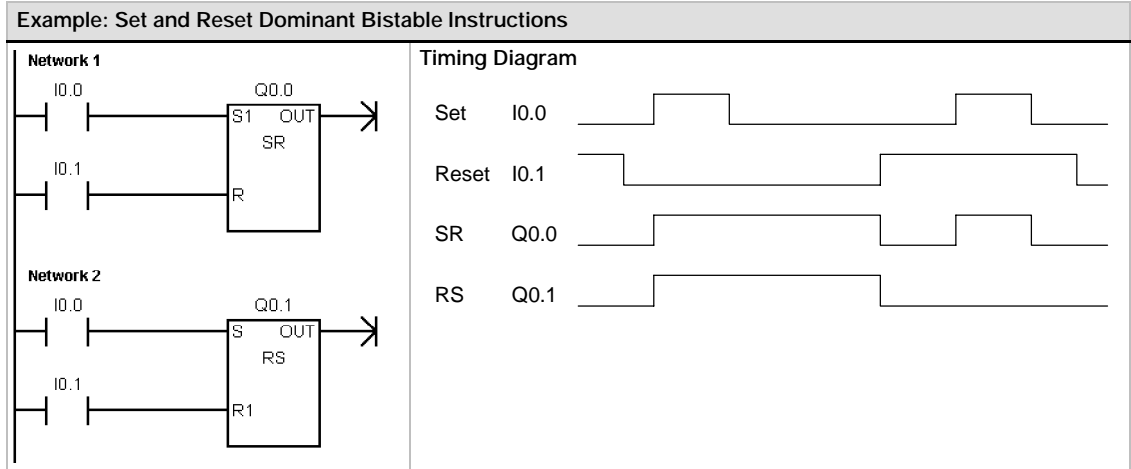 Example: Set and Reset Dominant Bistable Instructions
Network 1
I0.0 Q0.0
S1 OUT
SR
I0.1
R
Network 2
I0.0 Q0.1
S OUT
RS
I0.1
R1
Timing Diagram
Set I0.0
Reset I0.1
SR Q0.0
RS Q0.1